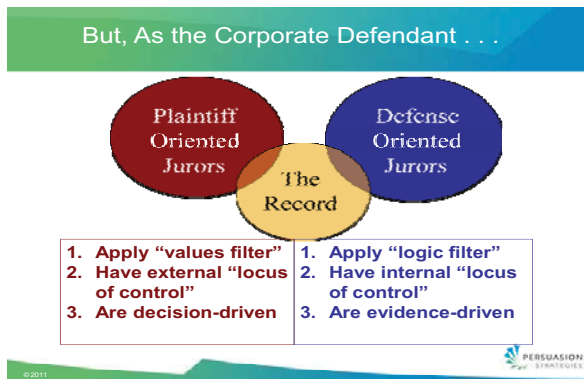 But, As the Corporate Defendant . . .
Plaintiff
Oriented
Jurors
Defense
Oriented
Jurors
The
Record
1. Apply “values filter”
2. Have external “locus
of control”
3. Are decision-driven
1. Apply “logic filter”
2. Have internal “locus
of control”
3. Are evidence-driven
© 2011
PERSUASION
STRATEGIES